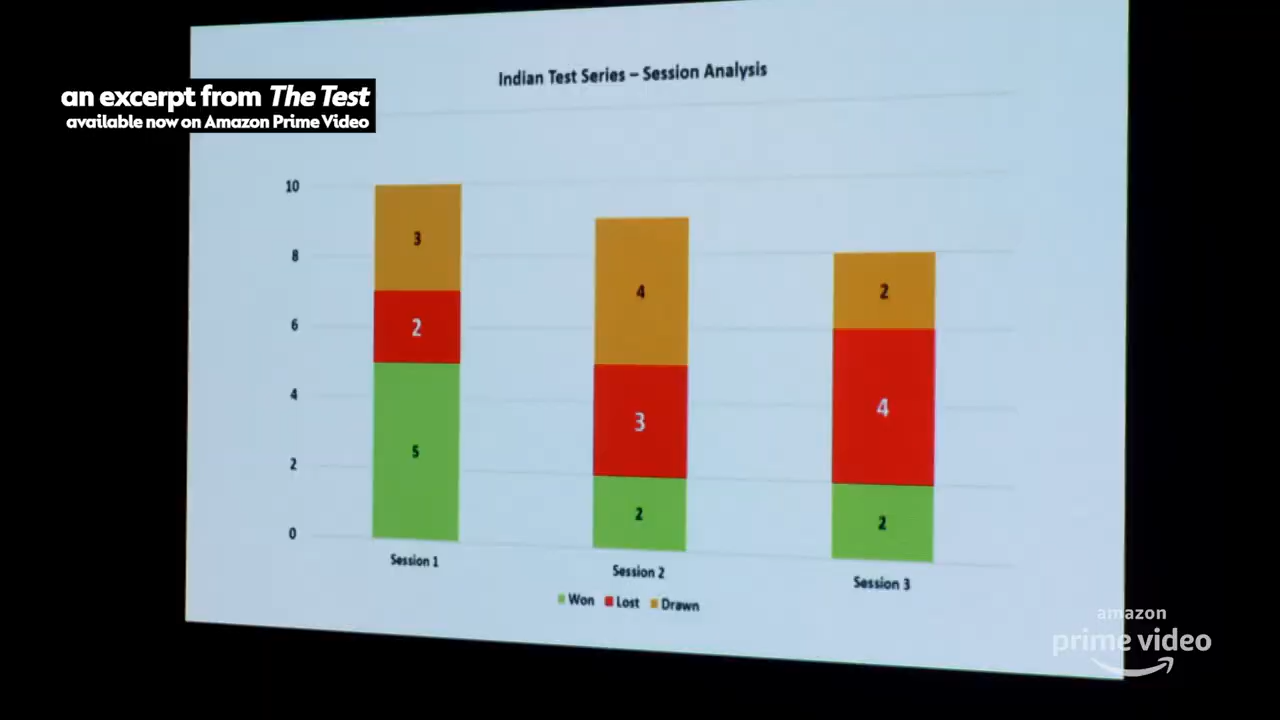 an excerpt from The Test
available now on Amazon Prime Video
Indian Test Series – Session Analysis
10
8
6
4
2
0
3
2
5
4
3
2
2
4
2
Session 1
Session 2
Session 3
Won Lost Drawn
amazon
prime video